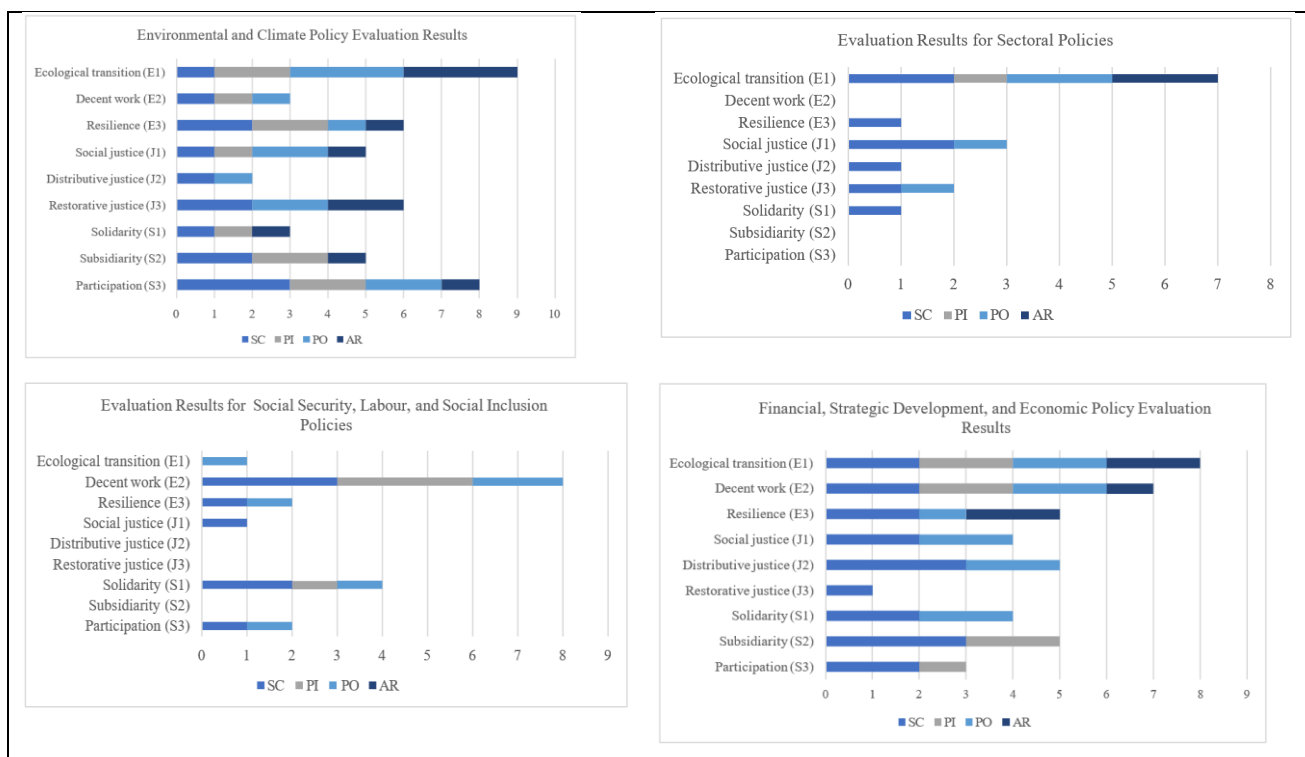 Environmental and Climate Policy Evaluation Results
Ecological transition (E1)
Decent work (E2)
Resilience (E3)
Social justice (J1)
Distributive justice (J2)
Restorative justice (J3)
Solidarity (S1)
Subsidiarity (S2)
Participation (S3)
0 1 2 3 4 5 6 7 8 9 10
SC PI PO AR
Evaluation Results for Sectoral Policies
Ecological transition (E1)
Decent work (E2)
Resilience (E3)
Social justice (J1)
Distributive justice (J2)
Restorative justice (J3)
Solidarity (S1)
Subsidiarity (S2)
Participation (S3)
0 1 2 3 4 5 6 7 8
SC PI PO AR
Evaluation Results for Social Security, Labour, and Social Inclusion
Policies
Ecological transition (E1)
Decent work (E2)
Resilience (E3)
Social justice (J1)
Distributive justice (J2)
Restorative justice (J3)
Solidarity (S1)
Subsidiarity (S2)
Participation (S3)
0 1 2 3 4 5 6 7 8 9
SC PI PO AR
Financial, Strategic Development, and Economic Policy Evaluation
Results
Ecological transition (E1)
Decent work (E2)
Resilience (E3)
Social justice (J1)
Distributive justice (J2)
Restorative justice (J3)
Solidarity (S1)
Subsidiarity (S2)
Participation (S3)
0 1 2 3 4 5 6 7 8 9
SC PI PO AR